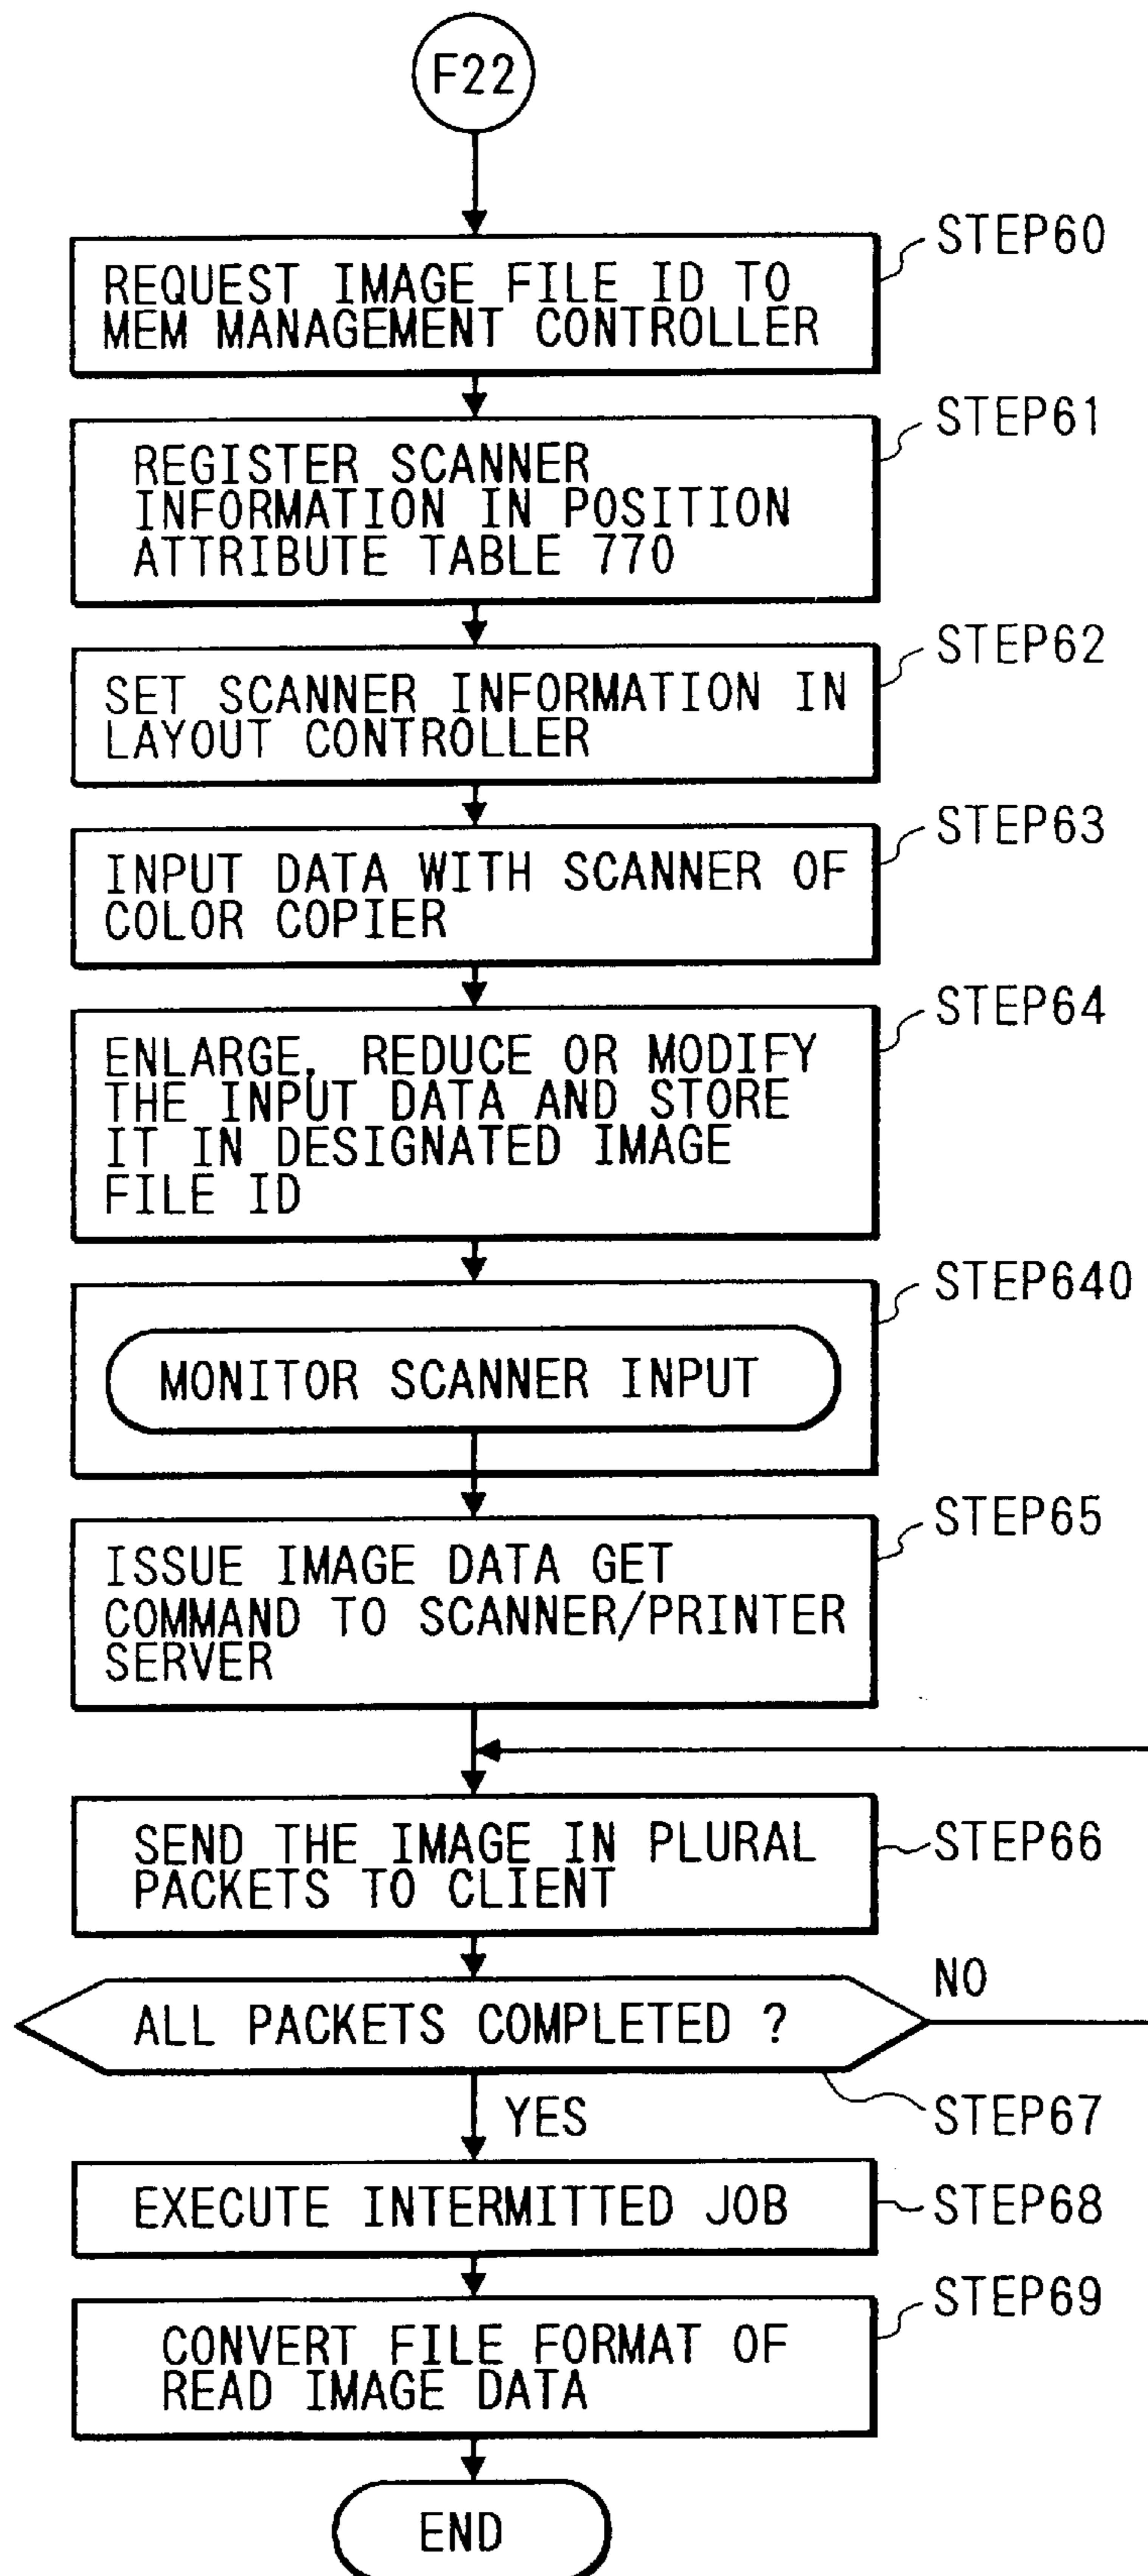 F22
STEP60
REQUEST IMAGE FILE ID TO
MEM MANAGEMENT CONTROLLER
STEP61
REGISTER SCANNER
INFORMATION IN POSITION
ATTRIBUTE TABLE 770
STEP62
SET SCANNER INFORMATION IN
LAYOUT CONTROLLER
STEP63
INPUT DATA WITH SCANNER OF
COLOR COPIER
STEP64
ENLARGE, REDUCE OR MODIFY
THE INPUT DATA AND STORE
IT IN DESIGNATED IMAGE
FILE ID
STEP640
MONITOR SCANNER INPUT
STEP65
ISSUE IMAGE DATA GET
COMMAND TO SCANNER/PRINTER
SERVER
SEND THE IMAGE IN PLURAL
PACKETS TO CLIENT
STEP66
NO
ALL PACKETS COMPLETED ?
YES
STEP67
EXECUTE INTERMITTED JOB
STEP68
STEP69
CONVERT FILE FORMAT OF
READ IMAGE DATA
END